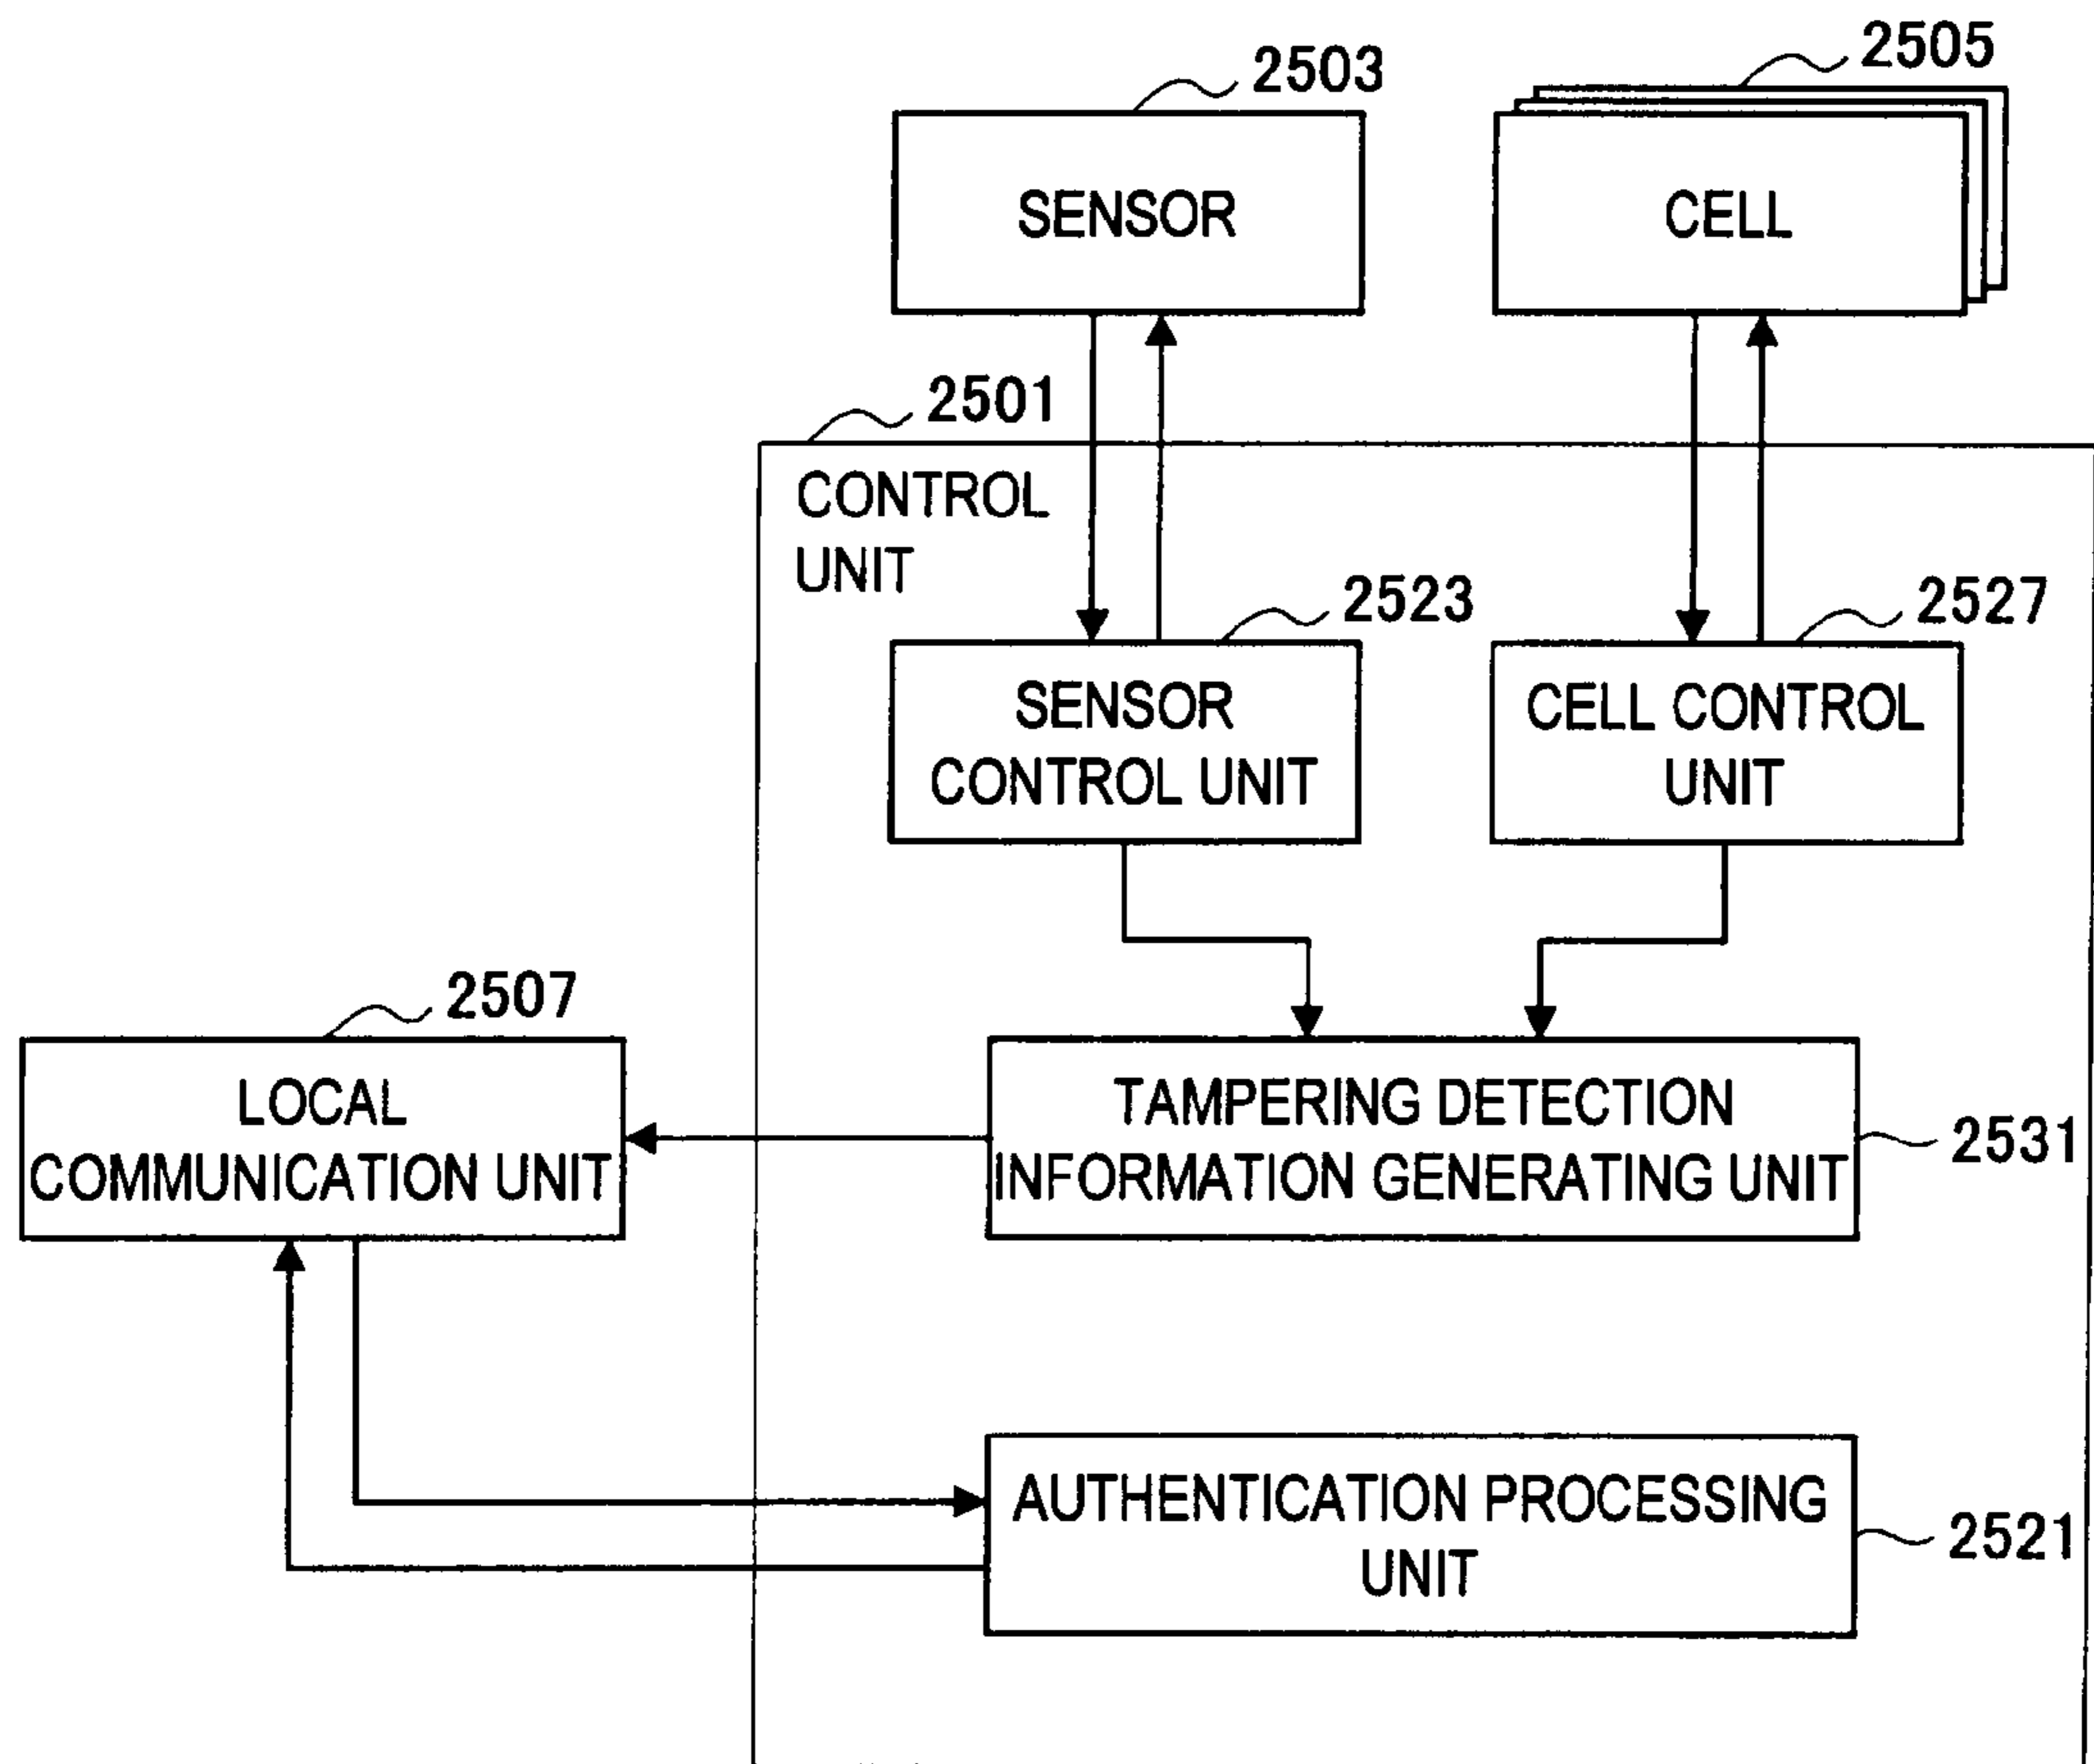 2503
2505
SENSOR
CELL
2501
CONTROL
UNIT
2523
2527
SENSOR
CONTROL UNIT
CELL CONTROL
UNIT
2507
LOCAL
COMMUNICATION UNIT
TAMPERING DETECTION
INFORMATION GENERATING UNIT
2531
AUTHENTICATION PROCESSING
UNIT
2521